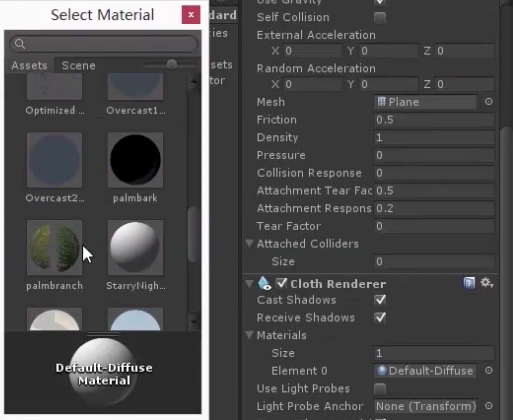 Select Material
x
Assets Scene
Optimized ...
Overcast1...
Overcast2...
palmbark
palmbranch
StarryNigh...
Default-Diffuse
Material
dard
ies
sets
tor
Use Gravity
Self Collision
External Acceleration
X 0 Y 0 Z 0
Random Acceleration
X 0 Y 0 Z 0
Mesh Plane
Friction 0.5
Density 1
Pressure 0
Collision Response 0
Attachment Tear Fac 0.5
Attachment Respons 0.2
Tear Factor 0
Attached Colliders
Size 0
Cloth Renderer
Cast Shadows
Receive Shadows
Materials
Size 1
Element 0 Default-Diffuse
Use Light Probes
Light Probe Anchor None (Transform)